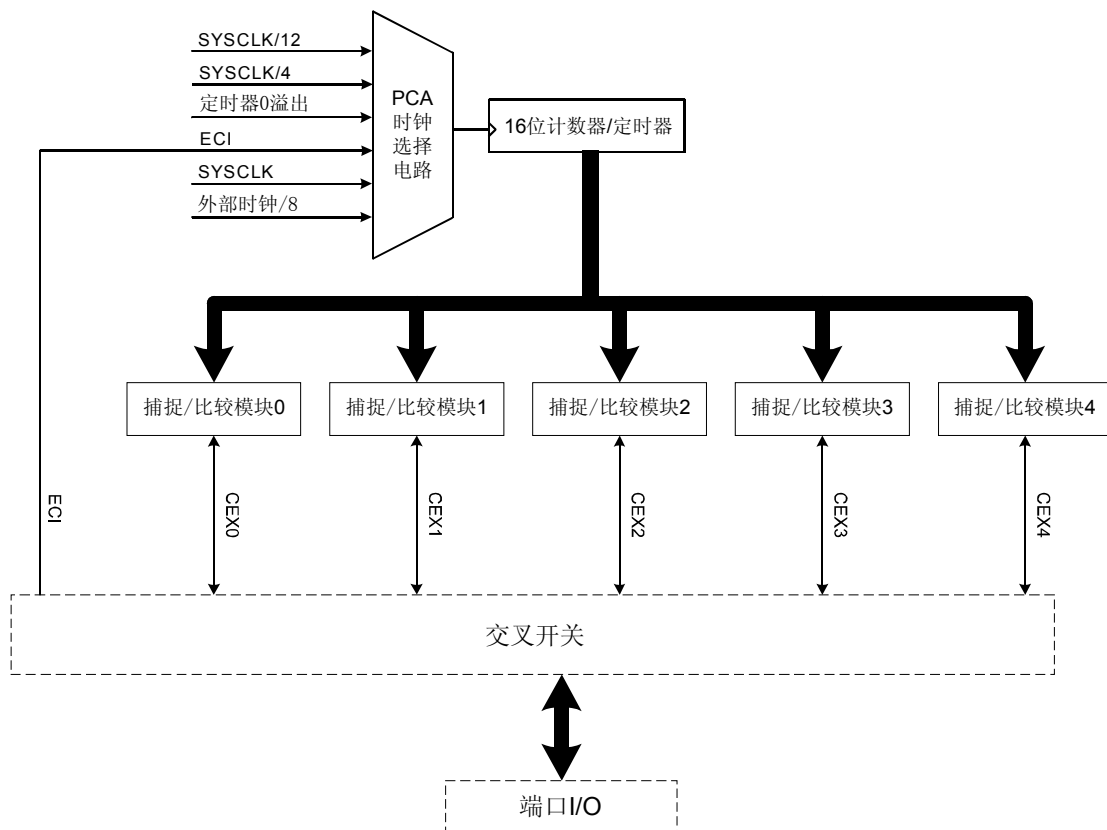 SYSCLK/12
SYSCLK/4
定时器0溢出
ECI
SYSCLK
外部时钟/8
PCA
时钟
选择
电路
16位计数器/定时器
捕捉/比较模块0
捕捉/比较模块1
捕捉/比较模块2
捕捉/比较模块3
捕捉/比较模块4
ECI
CEX0
CEX1
CEX2
CEX3
CEX4
交叉开关
端口I/O